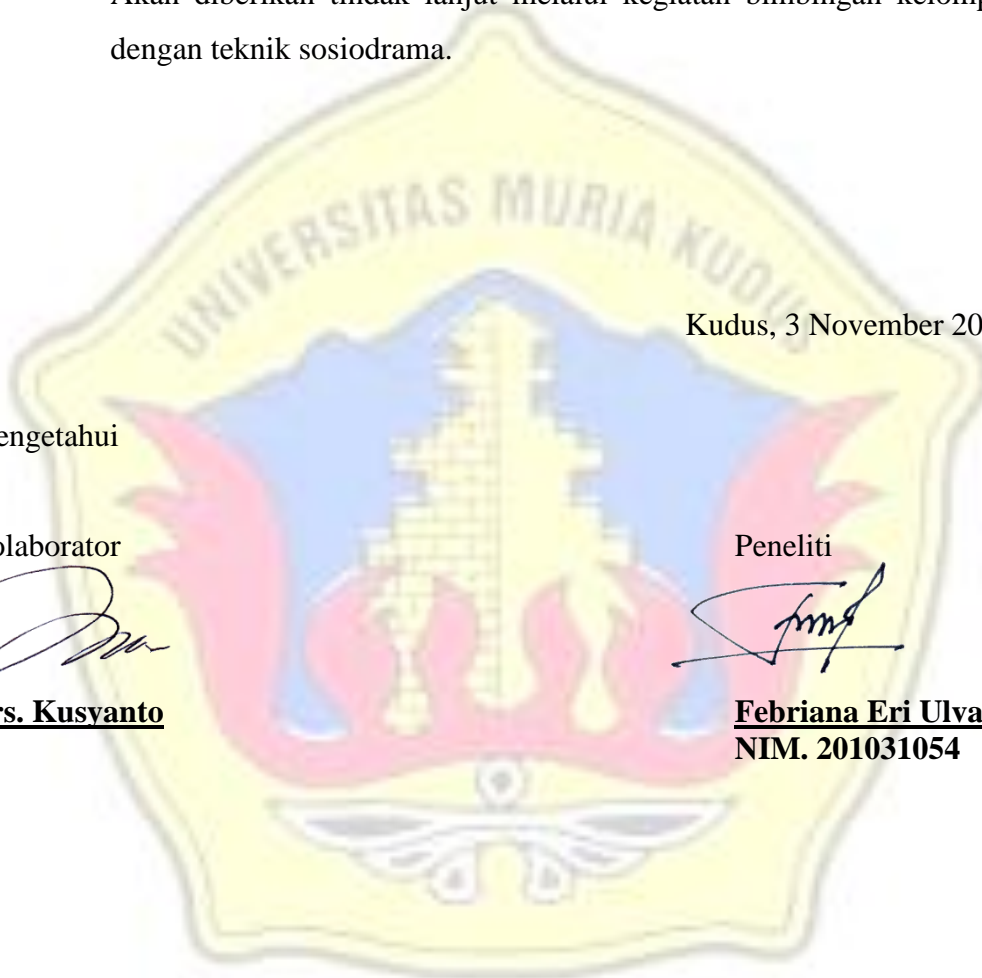 dengan teknik sosiodrama.
UNIVERSITAS MURIA KUDUS
Kudus, 3 November 20
engetahui
olaborator
Peneliti
rs. Kusyanto
Febriana Eri Ulva
NIM. 201031054